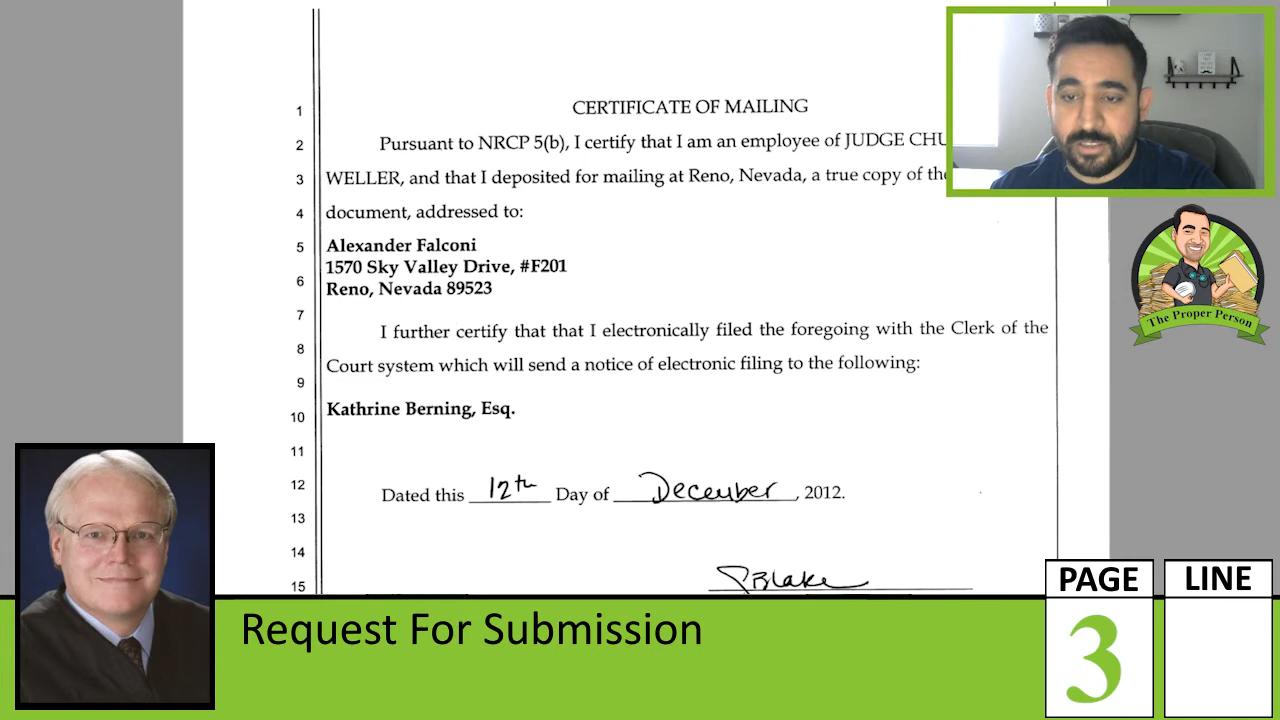 1 CERTIFICATE OF MAILING
2 Pursuant to NRCP 5(b), I certify that I am an employee of JUDGE
3 WELLER, and that I deposited for mailing at Reno, Nevada, a true copy of the
4 document, addressed to:
5 Alexander Falconi
1570 Sky Valley Drive, #F201
6 Reno, Nevada 89523
7 I further certify that that I electronically filed the foregoing with the Clerk of the
8 Court system which will send a notice of electronic filing to the following:
9
10 Kathrine Berning, Esq.
11
12 Dated this 12th Day of December, 2012.
13
14
15 Blake
The Proper Person
Request For Submission
PAGE
3
LINE